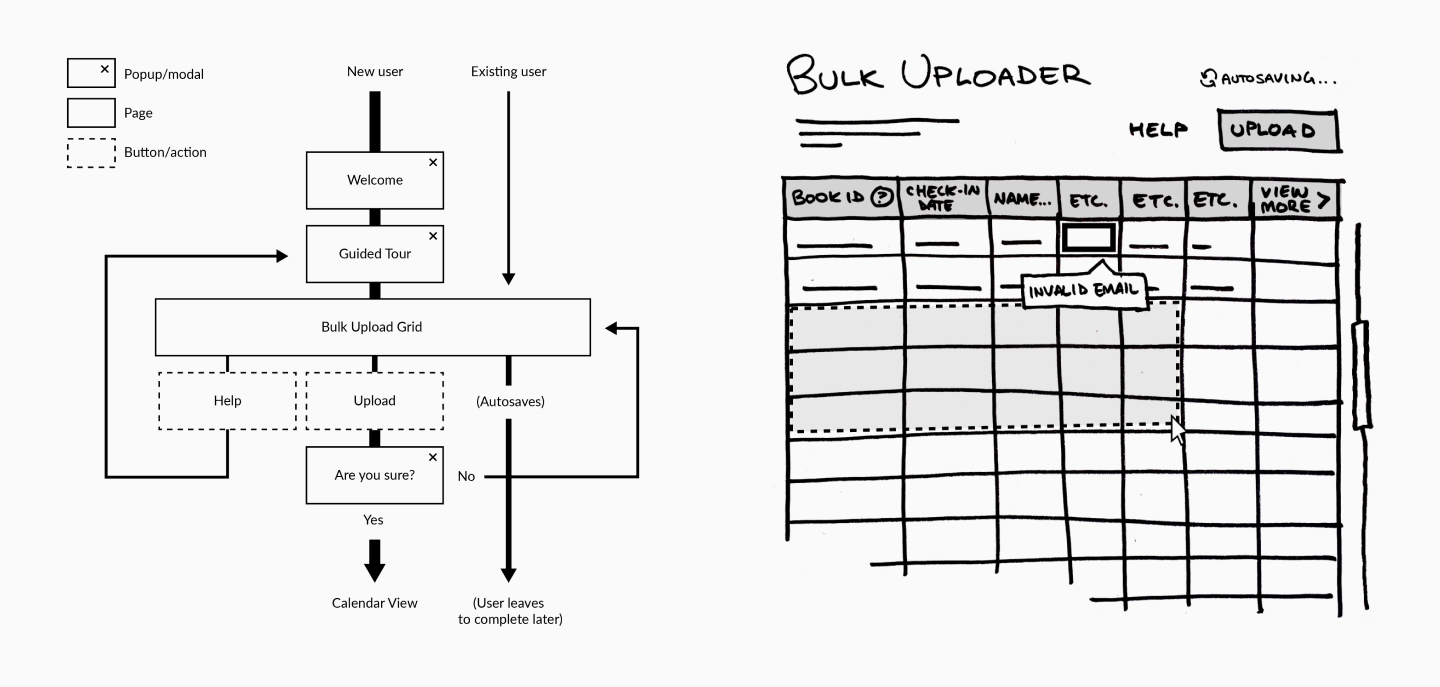 Popup/modal
Page
Button/action
New user
Existing user
Welcome
Guided Tour
Bulk Upload Grid
Help
Upload
(Autosaves)
Are you sure?
No
Yes
Calendar View
(User leaves
to complete later)
BULK UPLOADER
AUTOSAVING...
HELP
UPLOAD
BOOK ID ?
CHECK-IN
DATE
NAME...
ETC.
ETC.
ETC.
VIEW
MORE >
INVALID EMAIL